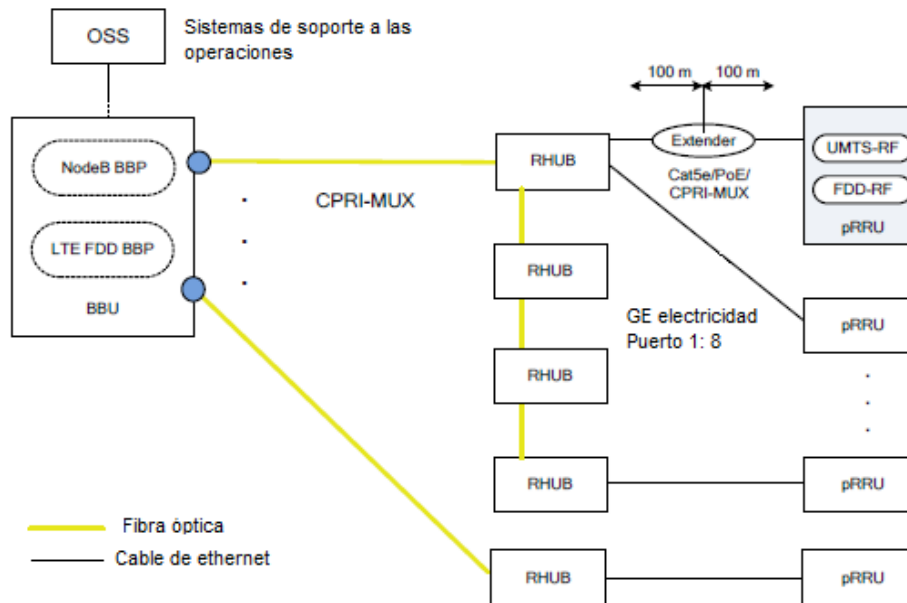 OSS
Sistemas de soporte a las
operaciones
100 m
100 m
NodeB BBP
LTE FDD BBP
BBU
CPRI-MUX
RHUB
Extender
Cat5e/PoE/
CPRI-MUX
UMTS-RF
FDD-RF
pRRU
RHUB
GE electricidad
Puerto 1: 8
pRRU
RHUB
RHUB
pRRU
Fibra óptica
Cable de ethernet
RHUB
pRRU